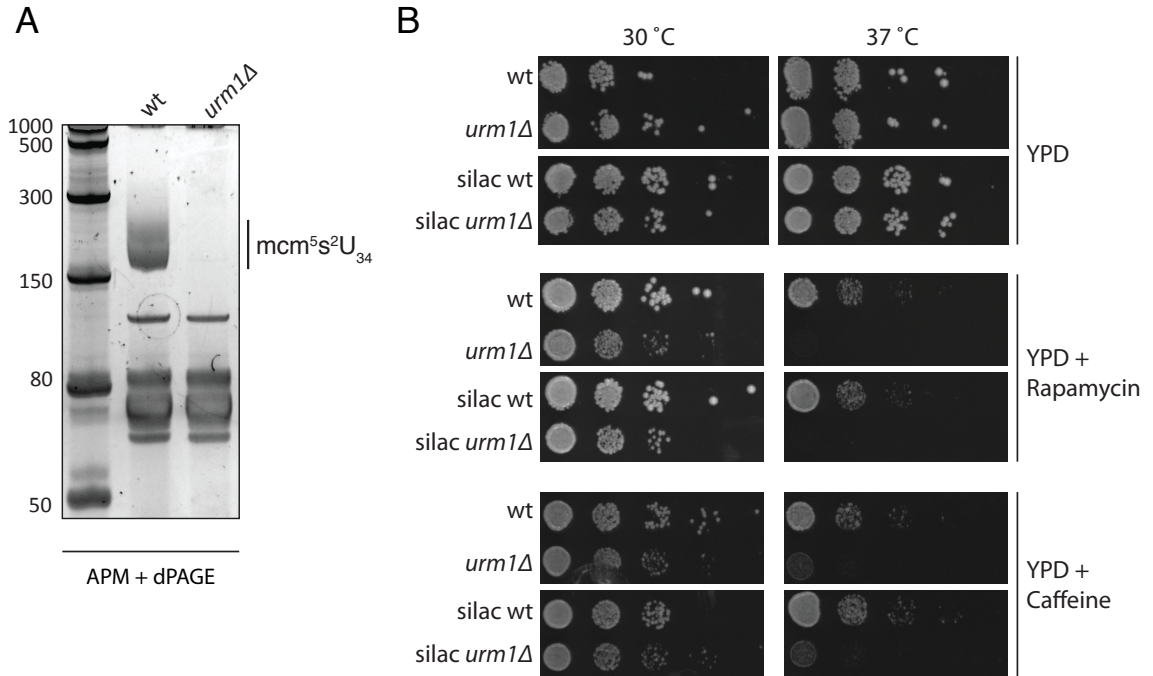 A
wt
urm1Δ
1000
500
300
150
80
50
mcm⁵s²U₃₄
APM + dPAGE
B
30 ˚C
37 ˚C
wt
urm1Δ
silac wt
silac urm1Δ
YPD
wt
urm1Δ
silac wt
silac urm1Δ
YPD +
Rapamycin
wt
urm1Δ
silac wt
silac urm1Δ
YPD +
Caffeine